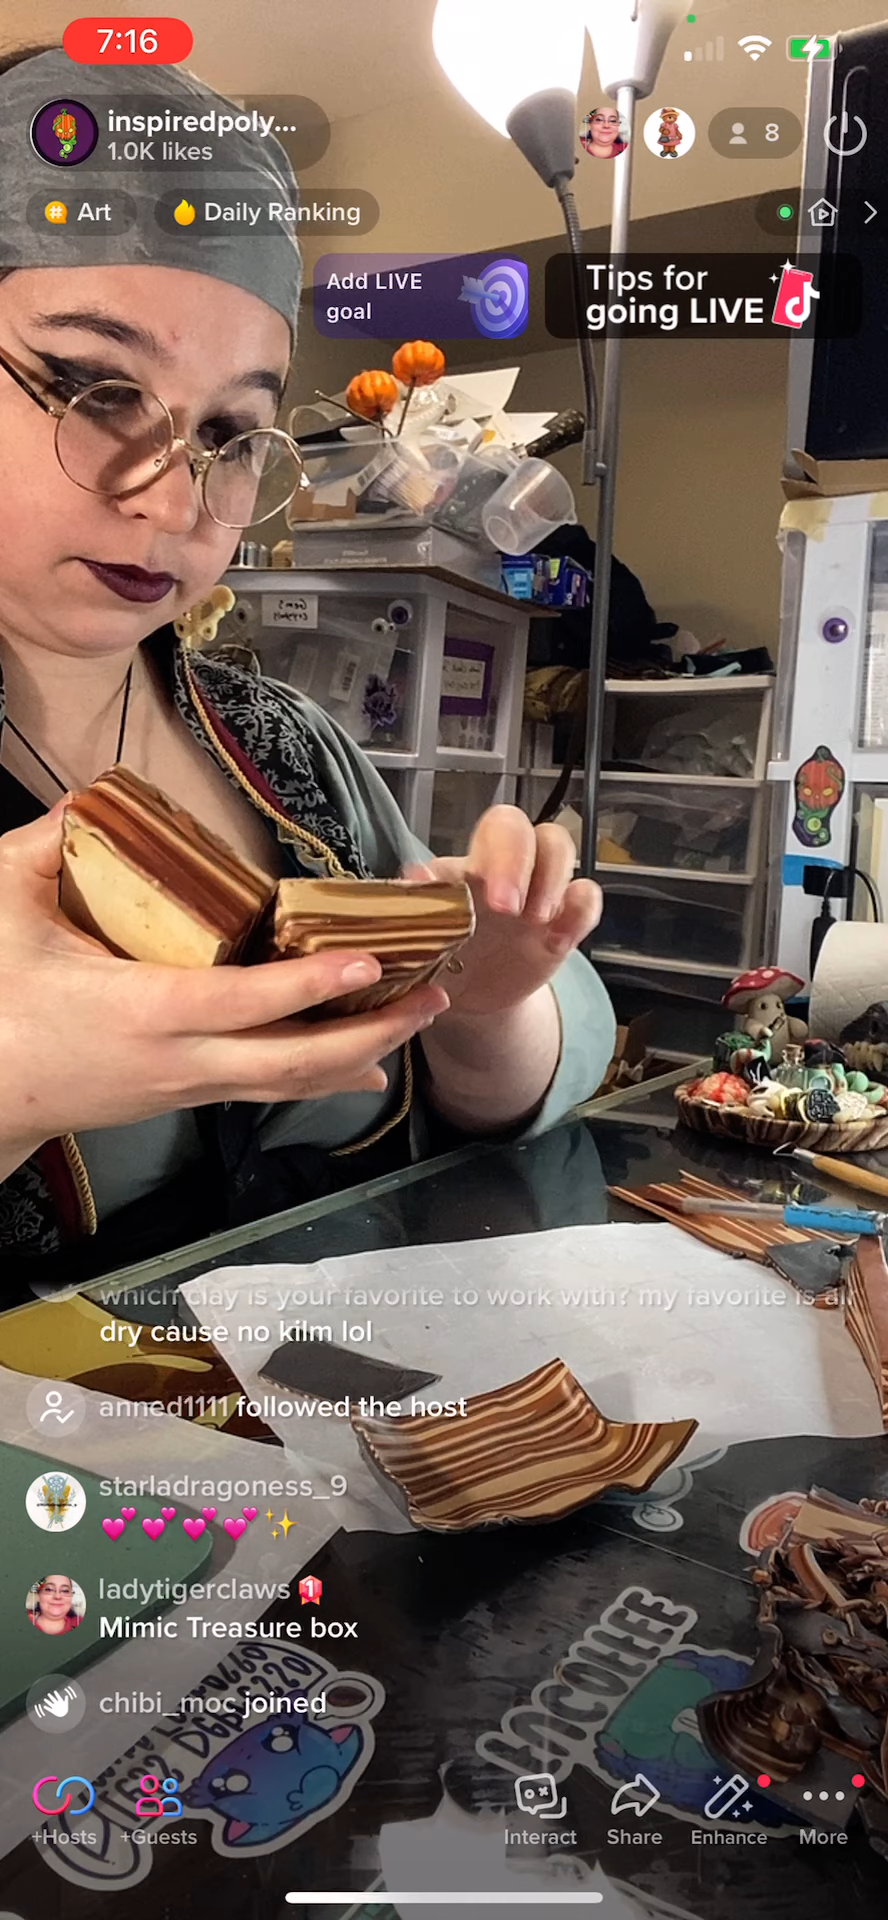 7:16
inspiredpoly...
1.0K likes
8
Art
Daily Ranking
Add LIVE
goal
Tips for
going LIVE
which clay is your favorite to work with? my favorite is air
dry cause no kilm lol
anned1111 followed the host
starladragoness_9
ladytigerclaws 1
Mimic Treasure box
chibi_moc joined
+Hosts
+Guests
Interact
Share
Enhance
More